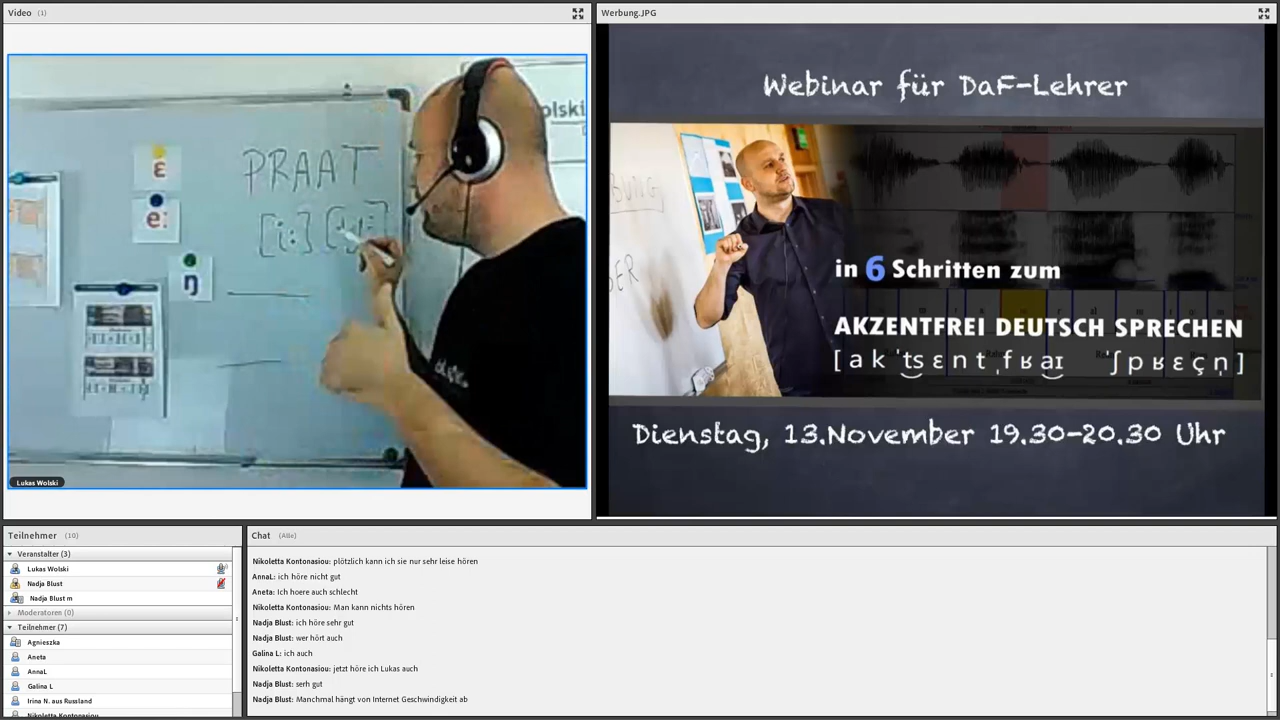 Video (1)
ɛ
e:
ŋ
PRAAT
[i:]
olski
Lukas Wolski
Werbung.JPG
Webinar für DaF-Lehrer
in 6 Schritten zum
AKZENTFREI DEUTSCH SPRECHEN
[akˈt͜sɛntˌfʁa͜ɪ ˈʃpʁɛçn̩]
Dienstag, 13.November 19.30-20.30 Uhr
Teilnehmer (10)
Veranstalter (3)
Lukas Wolski
Nadja Blust
Nadja Blust m
Moderatoren (0)
Teilnehmer (7)
Agnieszka
Aneta
AnnaL
Galina L
Irina N. aus Russland
Nikoletta Kontonasiou
Chat (Alle)
Nikoletta Kontonasiou: plötzlich kann ich sie nur sehr leise hören
AnnaL: ich höre nicht gut
Aneta: Ich hoere auch schlecht
Nikoletta Kontonasiou: Man kann nichts hören
Nadja Blust: ich höre sehr gut
Nadja Blust: wer hört auch
Galina L: ich auch
Nikoletta Kontonasiou: jetzt höre ich Lukas auch
Nadja Blust: serh gut
Nadja Blust: Manchmal hängt von Internet Geschwindigkeit ab